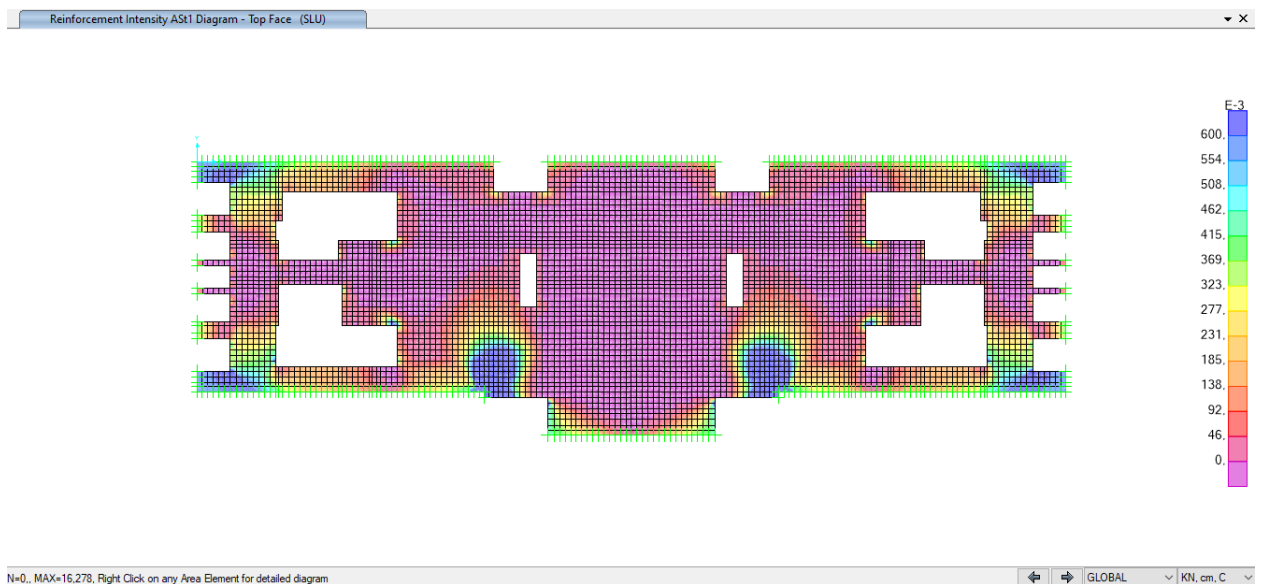 Reinforcement Intensity ASt1 Diagram - Top Face (SLU)
E-3
600,
554,
508,
462,
415,
369,
323,
277,
231,
185,
138,
92,
46,
0,
N=0,, MAX=16,278, Right Click on any Area Element for detailed diagram
GLOBAL
KN, cm, C